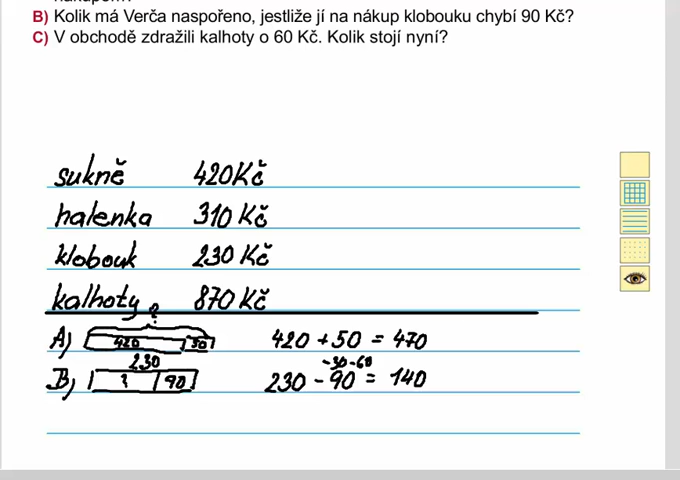 B) Kolik má Verča naspořeno, jestliže jí na nákup klobouku chybí 90 Kč?
C) V obchodě zdražili kalhoty o 60 Kč. Kolik stojí nyní?
sukně 420 Kč
halenka 310 Kč
klobouk 230 Kč
kalhoty 870 Kč
?
A) 420 50 420 + 50 = 470
230 -30-60
B) ? 90 230 - 90 = 140